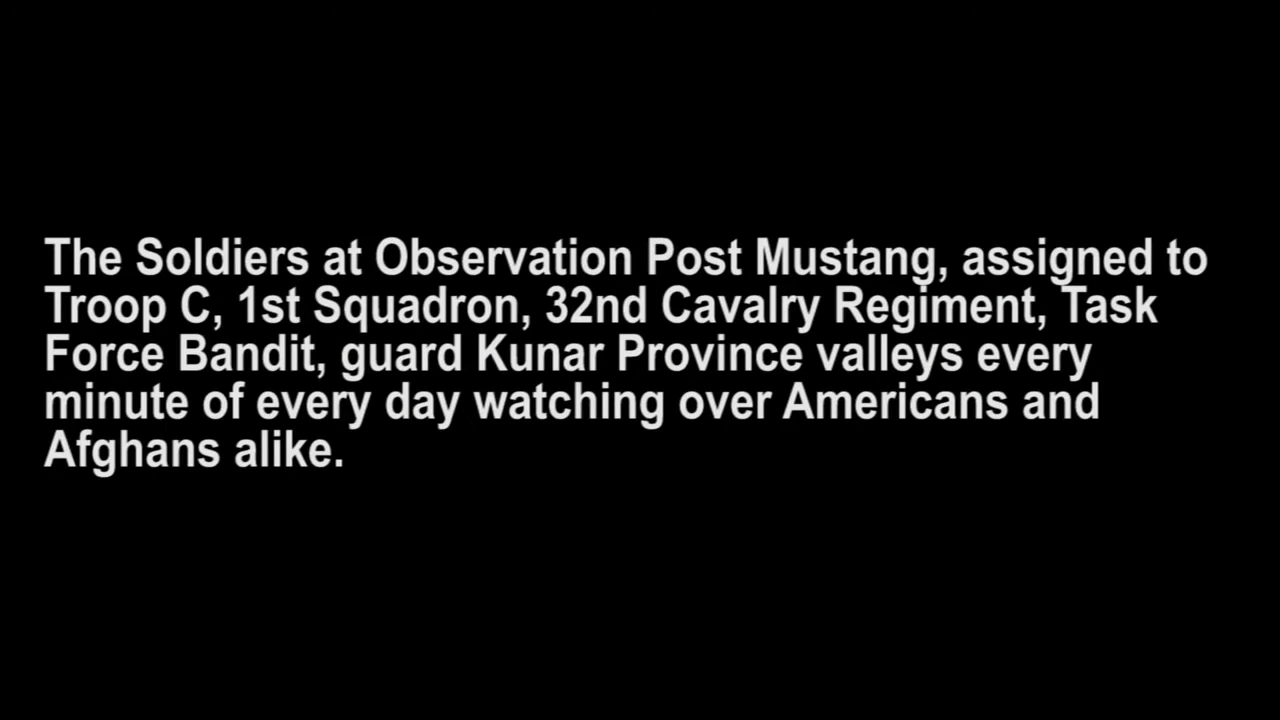 The Soldiers at Observation Post Mustang, assigned to
Troop C, 1st Squadron, 32nd Cavalry Regiment, Task
Force Bandit, guard Kunar Province valleys every
minute of every day watching over Americans and
Afghans alike.